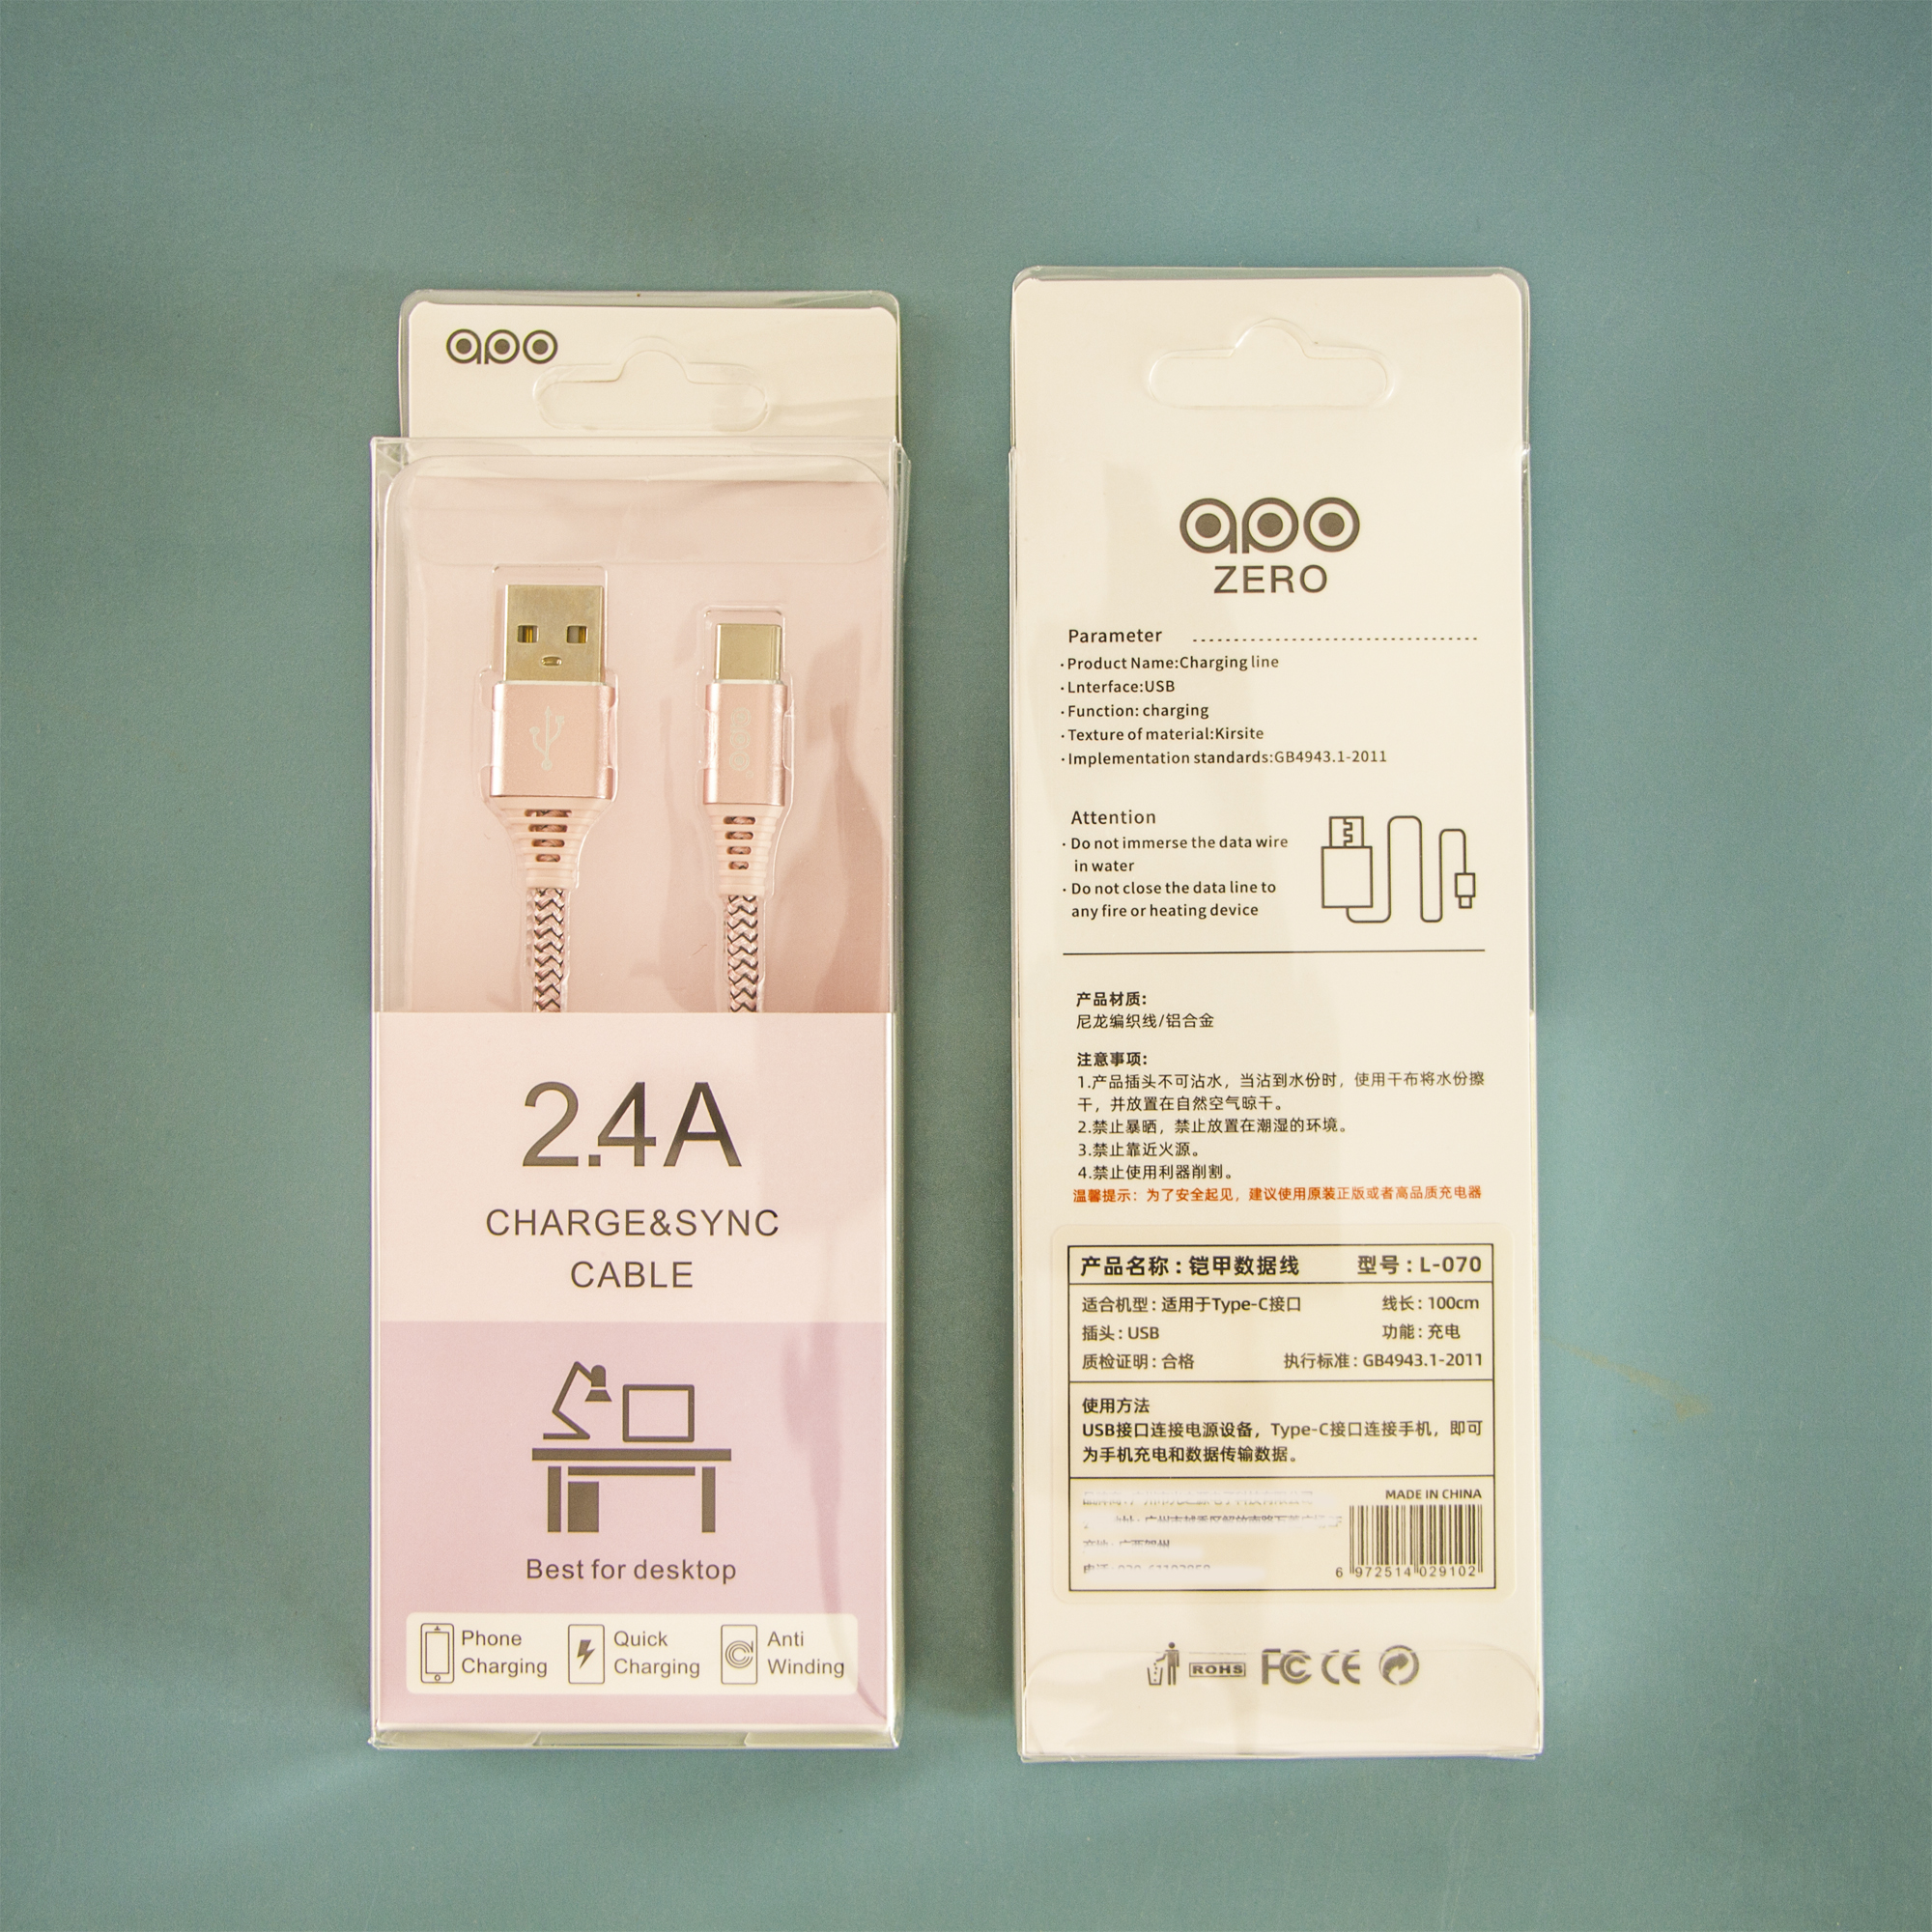 apo
2.4A
CHARGE&SYNC
CABLE
Best for desktop
Phone
Charging
Quick
Charging
Anti
Winding
apo
ZERO
Parameter
·Product Name:Charging line
·Lnterface:USB
·Function: charging
·Texture of material:Kirsite
·Implementation standards:GB4943.1-2011
Attention
·Do not immerse the data wire
in water
·Do not close the data line to
any fire or heating device
产品材质:
尼龙编织线/铝合金
注意事项:
1.产品插头不可沾水，当沾到水份时，使用干布将水份擦
干，并放置在自然空气晾干。
2.禁止暴晒，禁止放置在潮湿的环境。
3.禁止靠近火源。
4.禁止使用利器削割。
温馨提示：为了安全起见，建议使用原装正版或者高品质充电器
产品名称：铠甲数据线 型号：L-070
适合机型：适用于Type-C接口 线长：100cm
插头：USB 功能：充电
质检证明：合格 执行标准：GB4943.1-2011
使用方法
USB接口连接电源设备，Type-C接口连接手机，即可
为手机充电和数据传输数据。
MADE IN CHINA
6 972514 029102
ROHS FC CE